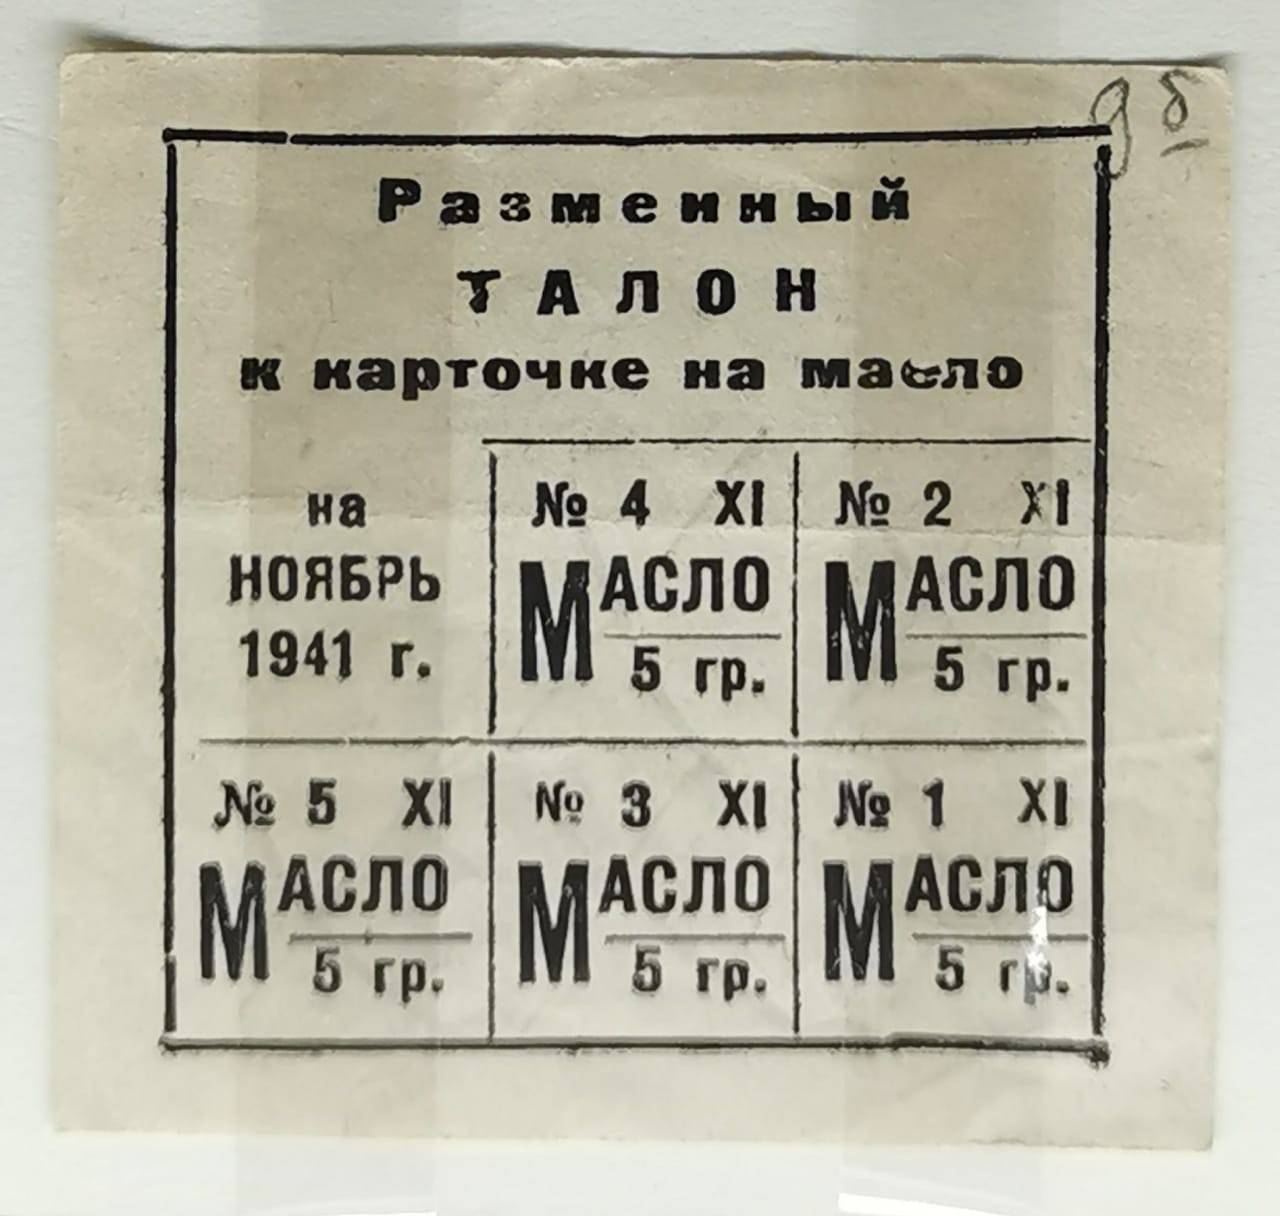 Разменный
ТАЛОН
к карточке на масло
на
НОЯБРЬ
1941 г.
№ 4 XI
МАСЛО
5 гр.
№ 2 XI
МАСЛО
5 гр.
№ 5 XI
МАСЛО
5 гр.
№ 3 XI
МАСЛО
5 гр.
№ 1 XI
МАСЛО
5 гр.